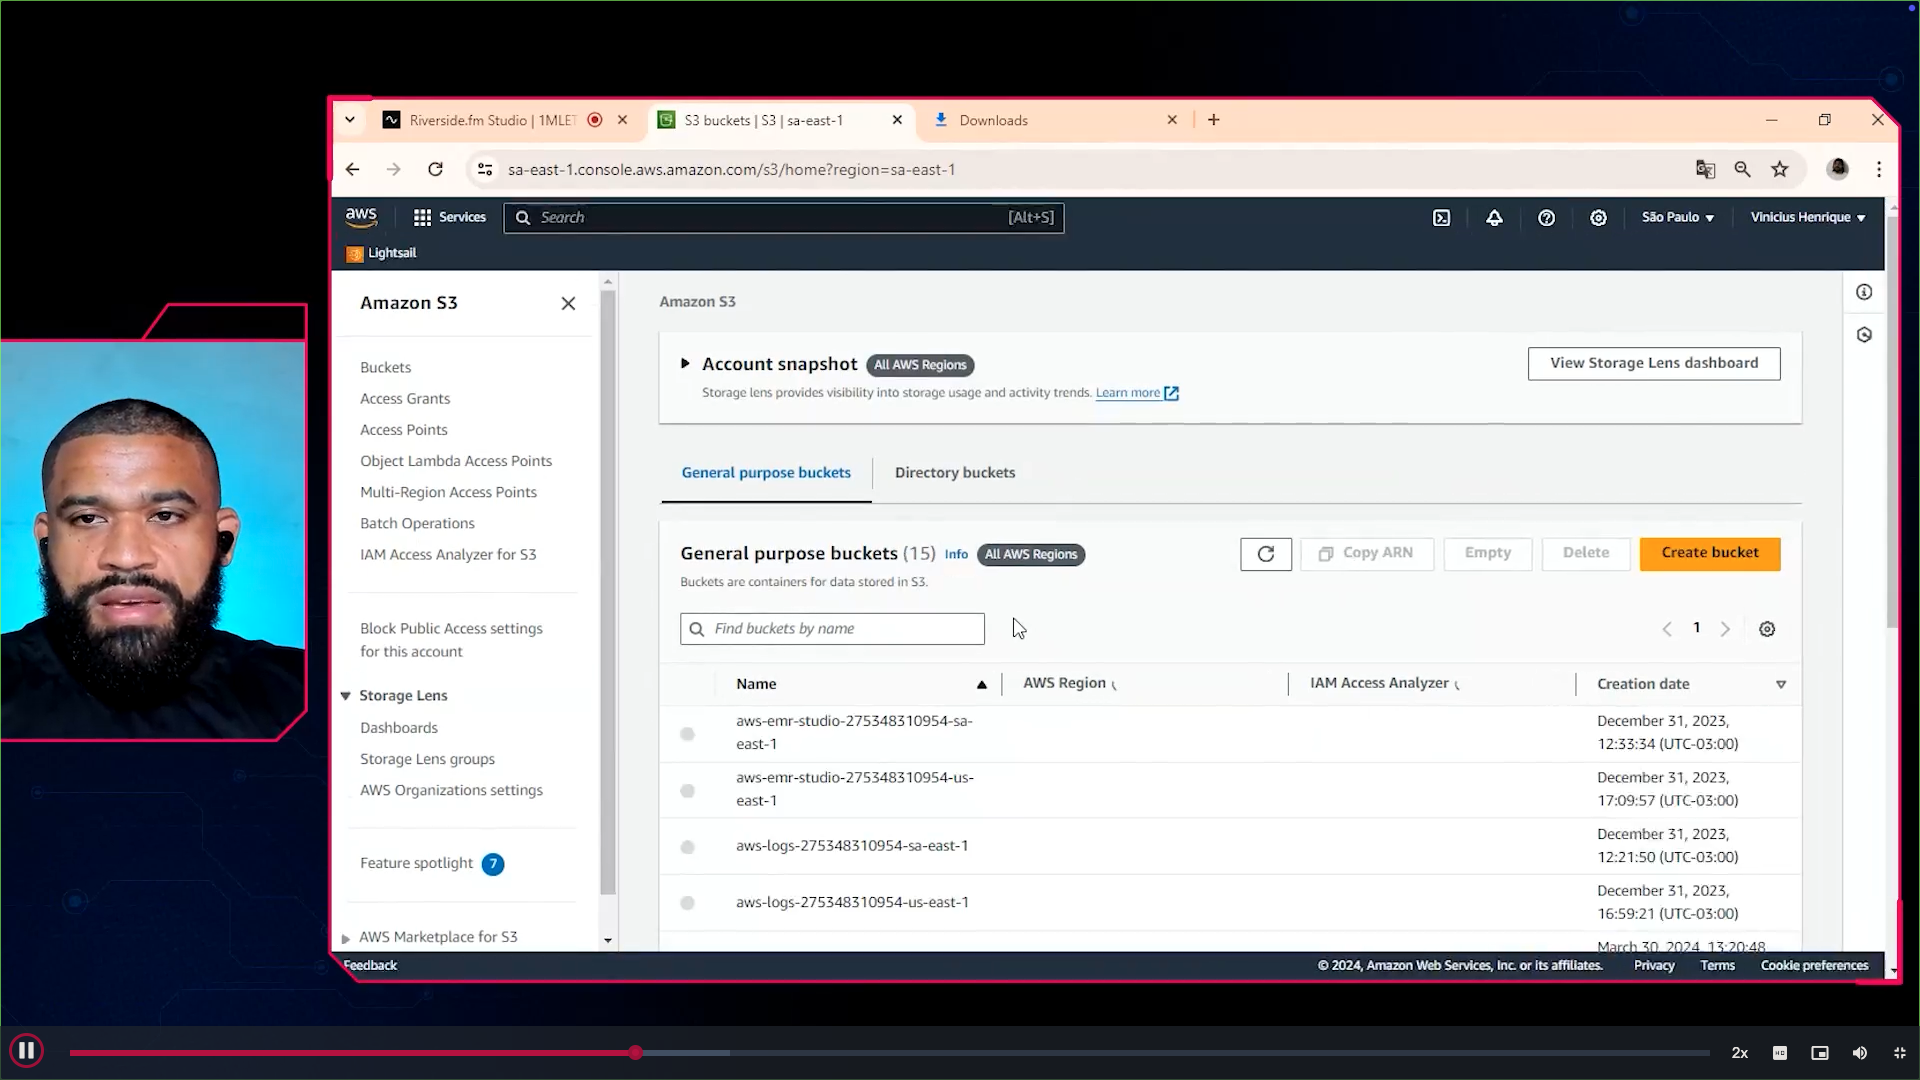 Riverside.fm Studio | 1MLET
S3 buckets | S3 | sa-east-1
Downloads
sa-east-1.console.aws.amazon.com/s3/home?region=sa-east-1
aws
Services
Search
[Alt+S]
São Paulo
Vinicius Henrique
Lightsail
Amazon S3
Buckets
Access Grants
Access Points
Object Lambda Access Points
Multi-Region Access Points
Batch Operations
IAM Access Analyzer for S3
Block Public Access settings
for this account
Storage Lens
Dashboards
Storage Lens groups
AWS Organizations settings
Feature spotlight 7
AWS Marketplace for S3
Amazon S3
Account snapshot All AWS Regions
View Storage Lens dashboard
Storage lens provides visibility into storage usage and activity trends. Learn more
General purpose buckets
Directory buckets
General purpose buckets (15) Info All AWS Regions
Copy ARN
Empty
Delete
Create bucket
Buckets are containers for data stored in S3.
Find buckets by name
1
Name
AWS Region
IAM Access Analyzer
Creation date
aws-emr-studio-275348310954-sa-
east-1
December 31, 2023,
12:33:34 (UTC-03:00)
aws-emr-studio-275348310954-us-
east-1
December 31, 2023,
17:09:57 (UTC-03:00)
aws-logs-275348310954-sa-east-1
December 31, 2023,
12:21:50 (UTC-03:00)
aws-logs-275348310954-us-east-1
December 31, 2023,
16:59:21 (UTC-03:00)
March 30, 2024, 13:20:48
Feedback
© 2024, Amazon Web Services, Inc. or its affiliates.
Privacy
Terms
Cookie preferences
2x
HD